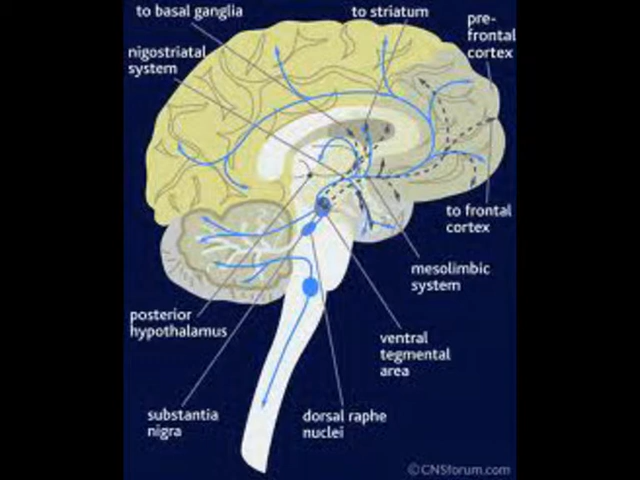 to basal ganglia
to striatum
pre-
frontal
cortex
nigostriatal
system
to frontal
cortex
mesolimbic
system
posterior
hypothalamus
ventral
tegmental
area
substantia
nigra
dorsal raphe
nuclei
©CNSforum.com